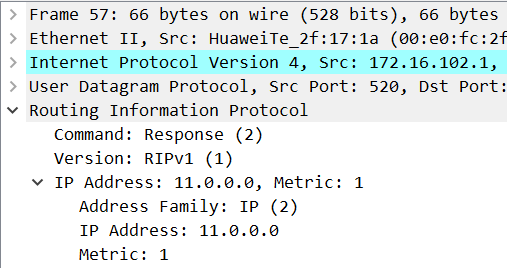 Frame 57: 66 bytes on wire (528 bits), 66 bytes
Ethernet II, Src: HuaweiTe_2f:17:1a (00:e0:fc:2f
Internet Protocol Version 4, Src: 172.16.102.1,
User Datagram Protocol, Src Port: 520, Dst Port:
Routing Information Protocol
Command: Response (2)
Version: RIPv1 (1)
IP Address: 11.0.0.0, Metric: 1
Address Family: IP (2)
IP Address: 11.0.0.0
Metric: 1